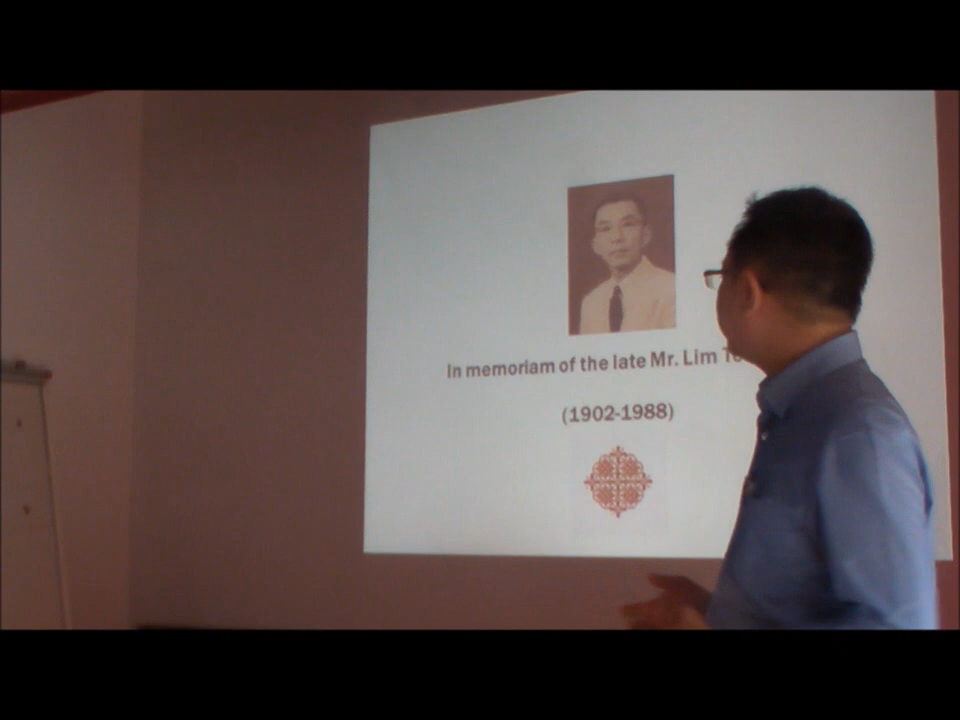 In memoriam of the late Mr. Lim
(1902-1988)